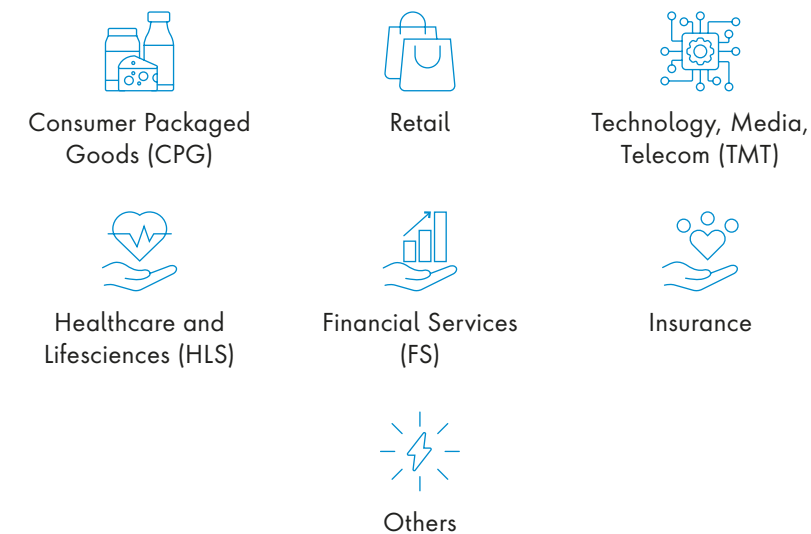 Consumer Packaged
Goods (CPG)
Retail
Technology, Media,
Telecom (TMT)
Healthcare and
Lifesciences (HLS)
Financial Services
(FS)
Insurance
Others